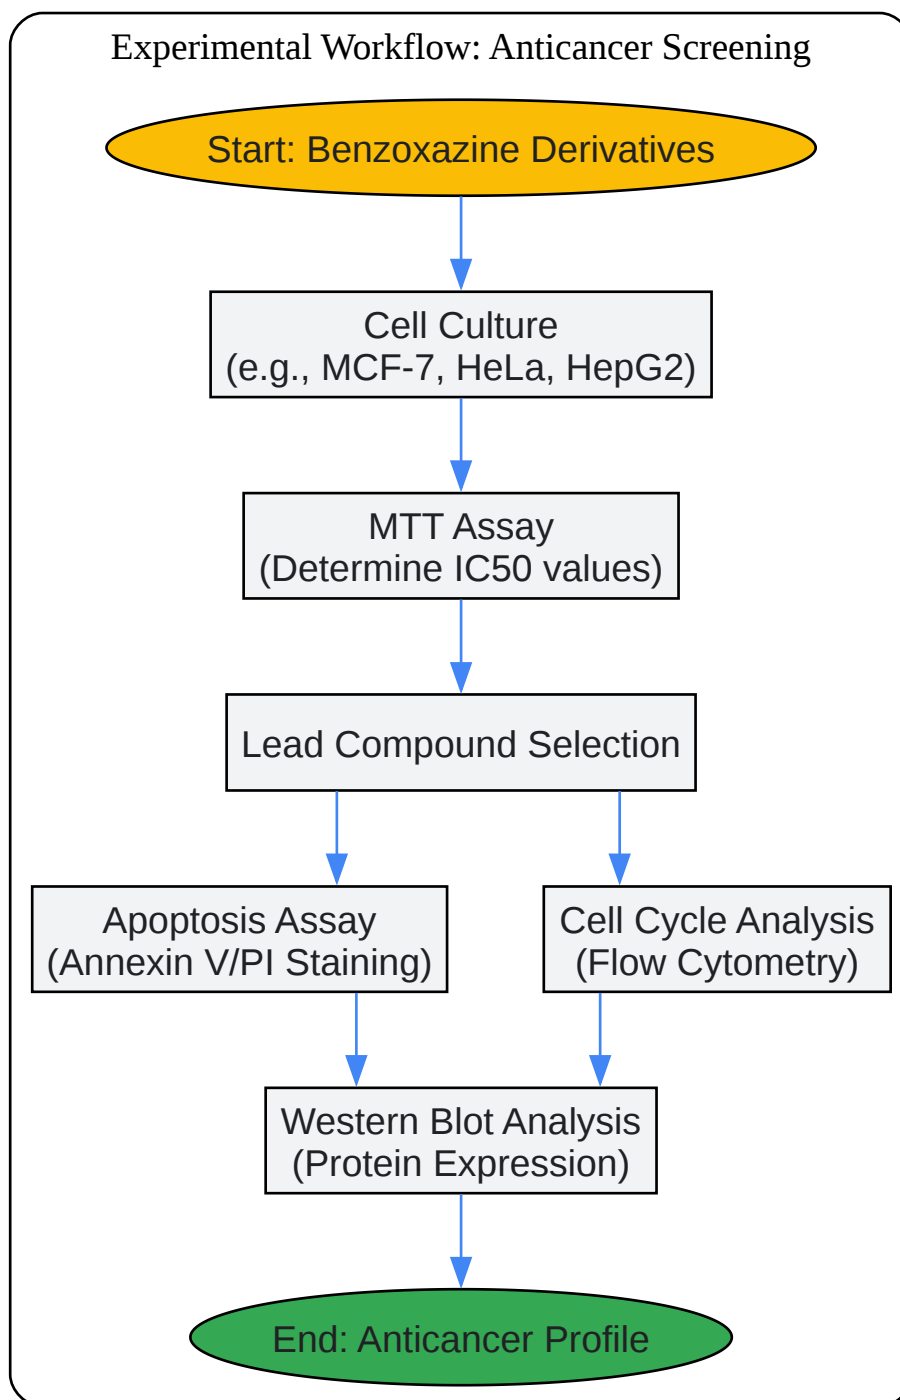 Experimental Workflow: Anticancer Screening
Start: Benzoxazine Derivatives
Cell Culture
(e.g., MCF-7, HeLa, HepG2)
MTT Assay
(Determine IC50 values)
Lead Compound Selection
Apoptosis Assay
(Annexin V/PI Staining)
Cell Cycle Analysis
(Flow Cytometry)
Western Blot Analysis
(Protein Expression)
End: Anticancer Profile